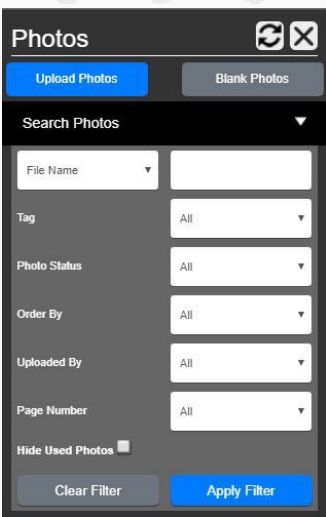 Photos
Upload Photos Blank Photos
Search Photos
File Name
Tag All
Photo Status All
Order By All
Uploaded By All
Page Number All
Hide Used Photos
Clear Filter Apply Filter